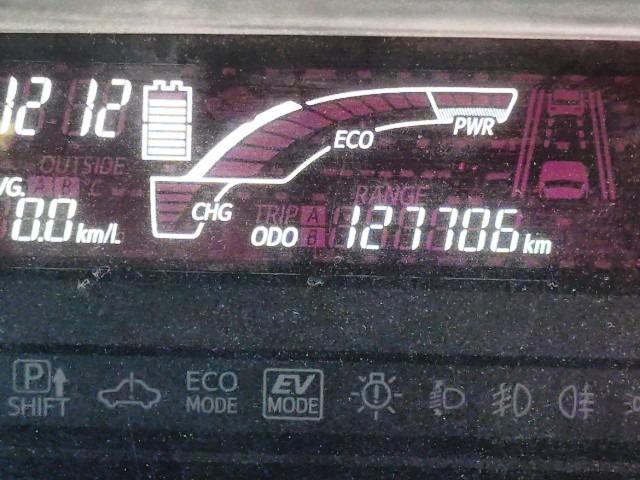 12 12
ECO
PWR
OUTSIDE
VG. A B C
CHG
RANGE
TRIP A
0.0 km/L
ODO B 127706 km
P
SHIFT
ECO
MODE
EV
MODE